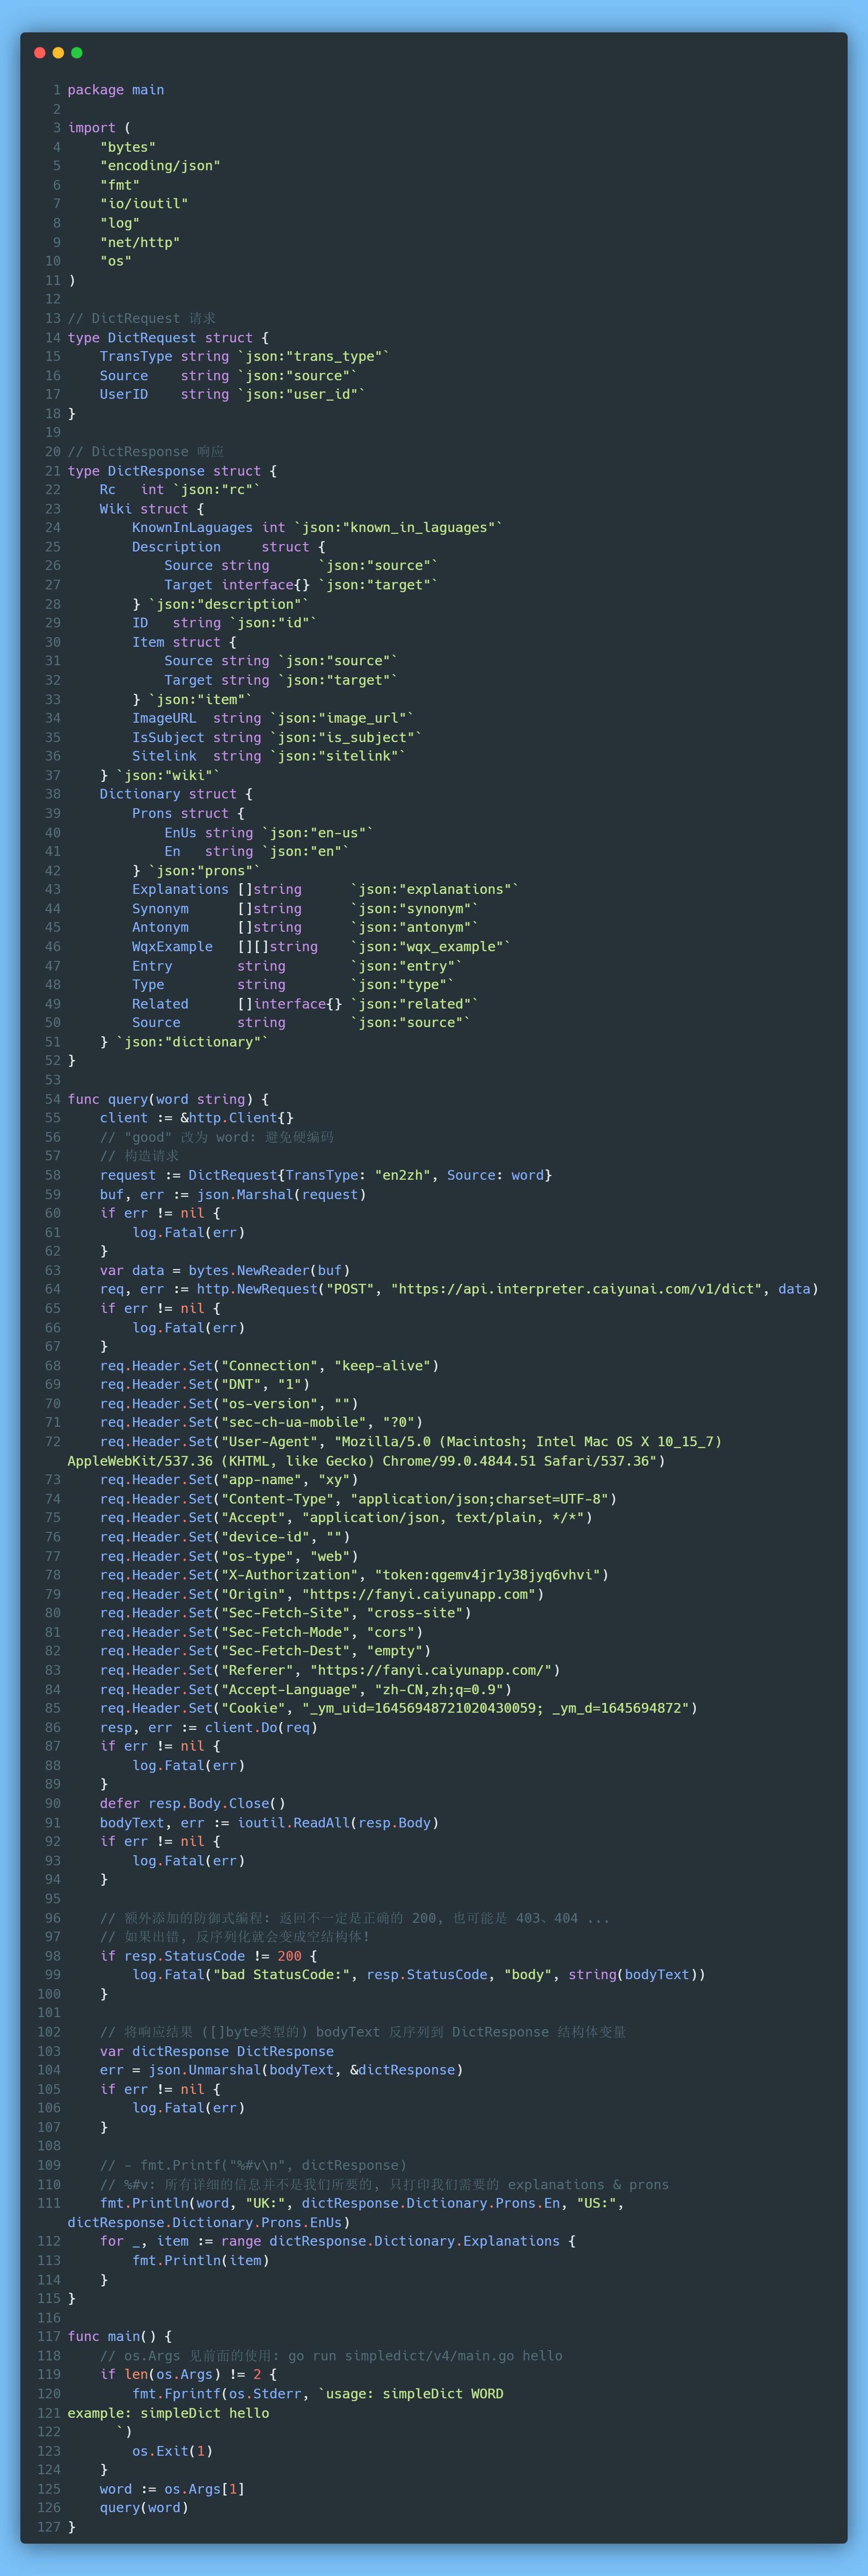 1 package main
2
3 import (
4     "bytes"
5     "encoding/json"
6     "fmt"
7     "io/ioutil"
8     "log"
9     "net/http"
10     "os"
11 )
12
13 // DictRequest 请求
14 type DictRequest struct {
15     TransType string `json:"trans_type"`
16     Source    string `json:"source"`
17     UserID    string `json:"user_id"`
18 }
19
20 // DictResponse 响应
21 type DictResponse struct {
22     Rc   int `json:"rc"`
23     Wiki struct {
24         KnownInLaguages int `json:"known_in_laguages"`
25         Description     struct {
26             Source string      `json:"source"`
27             Target interface{} `json:"target"`
28         } `json:"description"`
29         ID   string `json:"id"`
30         Item struct {
31             Source string `json:"source"`
32             Target string `json:"target"`
33         } `json:"item"`
34         ImageURL  string `json:"image_url"`
35         IsSubject string `json:"is_subject"`
36         Sitelink  string `json:"sitelink"`
37     } `json:"wiki"`
38     Dictionary struct {
39         Prons struct {
40             EnUs string `json:"en-us"`
41             En   string `json:"en"`
42         } `json:"prons"`
43         Explanations []string      `json:"explanations"`
44         Synonym      []string      `json:"synonym"`
45         Antonym      []string      `json:"antonym"`
46         WqxExample   [][]string    `json:"wqx_example"`
47         Entry        string        `json:"entry"`
48         Type         string        `json:"type"`
49         Related      []interface{} `json:"related"`
50         Source       string        `json:"source"`
51     } `json:"dictionary"`
52 }
53
54 func query(word string) {
55     client := &http.Client{}
56     // "good" 改为 word: 避免硬编码
57     // 构造请求
58     request := DictRequest{TransType: "en2zh", Source: word}
59     buf, err := json.Marshal(request)
60     if err != nil {
61         log.Fatal(err)
62     }
63     var data = bytes.NewReader(buf)
64     req, err := http.NewRequest("POST", "https://api.interpreter.caiyunai.com/v1/dict", data)
65     if err != nil {
66         log.Fatal(err)
67     }
68     req.Header.Set("Connection", "keep-alive")
69     req.Header.Set("DNT", "1")
70     req.Header.Set("os-version", "")
71     req.Header.Set("sec-ch-ua-mobile", "?0")
72     req.Header.Set("User-Agent", "Mozilla/5.0 (Macintosh; Intel Mac OS X 10_15_7)
AppleWebKit/537.36 (KHTML, like Gecko) Chrome/99.0.4844.51 Safari/537.36")
73     req.Header.Set("app-name", "xy")
74     req.Header.Set("Content-Type", "application/json;charset=UTF-8")
75     req.Header.Set("Accept", "application/json, text/plain, */*")
76     req.Header.Set("device-id", "")
77     req.Header.Set("os-type", "web")
78     req.Header.Set("X-Authorization", "token:qgemv4jr1y38jyq6vhvi")
79     req.Header.Set("Origin", "https://fanyi.caiyunapp.com")
80     req.Header.Set("Sec-Fetch-Site", "cross-site")
81     req.Header.Set("Sec-Fetch-Mode", "cors")
82     req.Header.Set("Sec-Fetch-Dest", "empty")
83     req.Header.Set("Referer", "https://fanyi.caiyunapp.com/")
84     req.Header.Set("Accept-Language", "zh-CN,zh;q=0.9")
85     req.Header.Set("Cookie", "_ym_uid=16456948721020430059; _ym_d=1645694872")
86     resp, err := client.Do(req)
87     if err != nil {
88         log.Fatal(err)
89     }
90     defer resp.Body.Close()
91     bodyText, err := ioutil.ReadAll(resp.Body)
92     if err != nil {
93         log.Fatal(err)
94     }
95
96     // 额外添加的防御式编程: 返回不一定是正确的 200, 也可能是 403、404 ...
97     // 如果出错, 反序列化就会变成空结构体!
98     if resp.StatusCode != 200 {
99         log.Fatal("bad StatusCode:", resp.StatusCode, "body", string(bodyText))
100     }
101
102     // 将响应结果 ([]byte类型的) bodyText 反序列到 DictResponse 结构体变量
103     var dictResponse DictResponse
104     err = json.Unmarshal(bodyText, &dictResponse)
105     if err != nil {
106         log.Fatal(err)
107     }
108
109     // - fmt.Printf("%#v\n", dictResponse)
110     // %#v: 所有详细的信息并不是我们所要的, 只打印我们需要的 explanations & prons
111     fmt.Println(word, "UK:", dictResponse.Dictionary.Prons.En, "US:",
dictResponse.Dictionary.Prons.EnUs)
112     for _, item := range dictResponse.Dictionary.Explanations {
113         fmt.Println(item)
114     }
115 }
116
117 func main() {
118     // os.Args 见前面的使用: go run simpledict/v4/main.go hello
119     if len(os.Args) != 2 {
120         fmt.Fprintf(os.Stderr, `usage: simpleDict WORD
121 example: simpleDict hello
122       `)
123         os.Exit(1)
124     }
125     word := os.Args[1]
126     query(word)
127 }